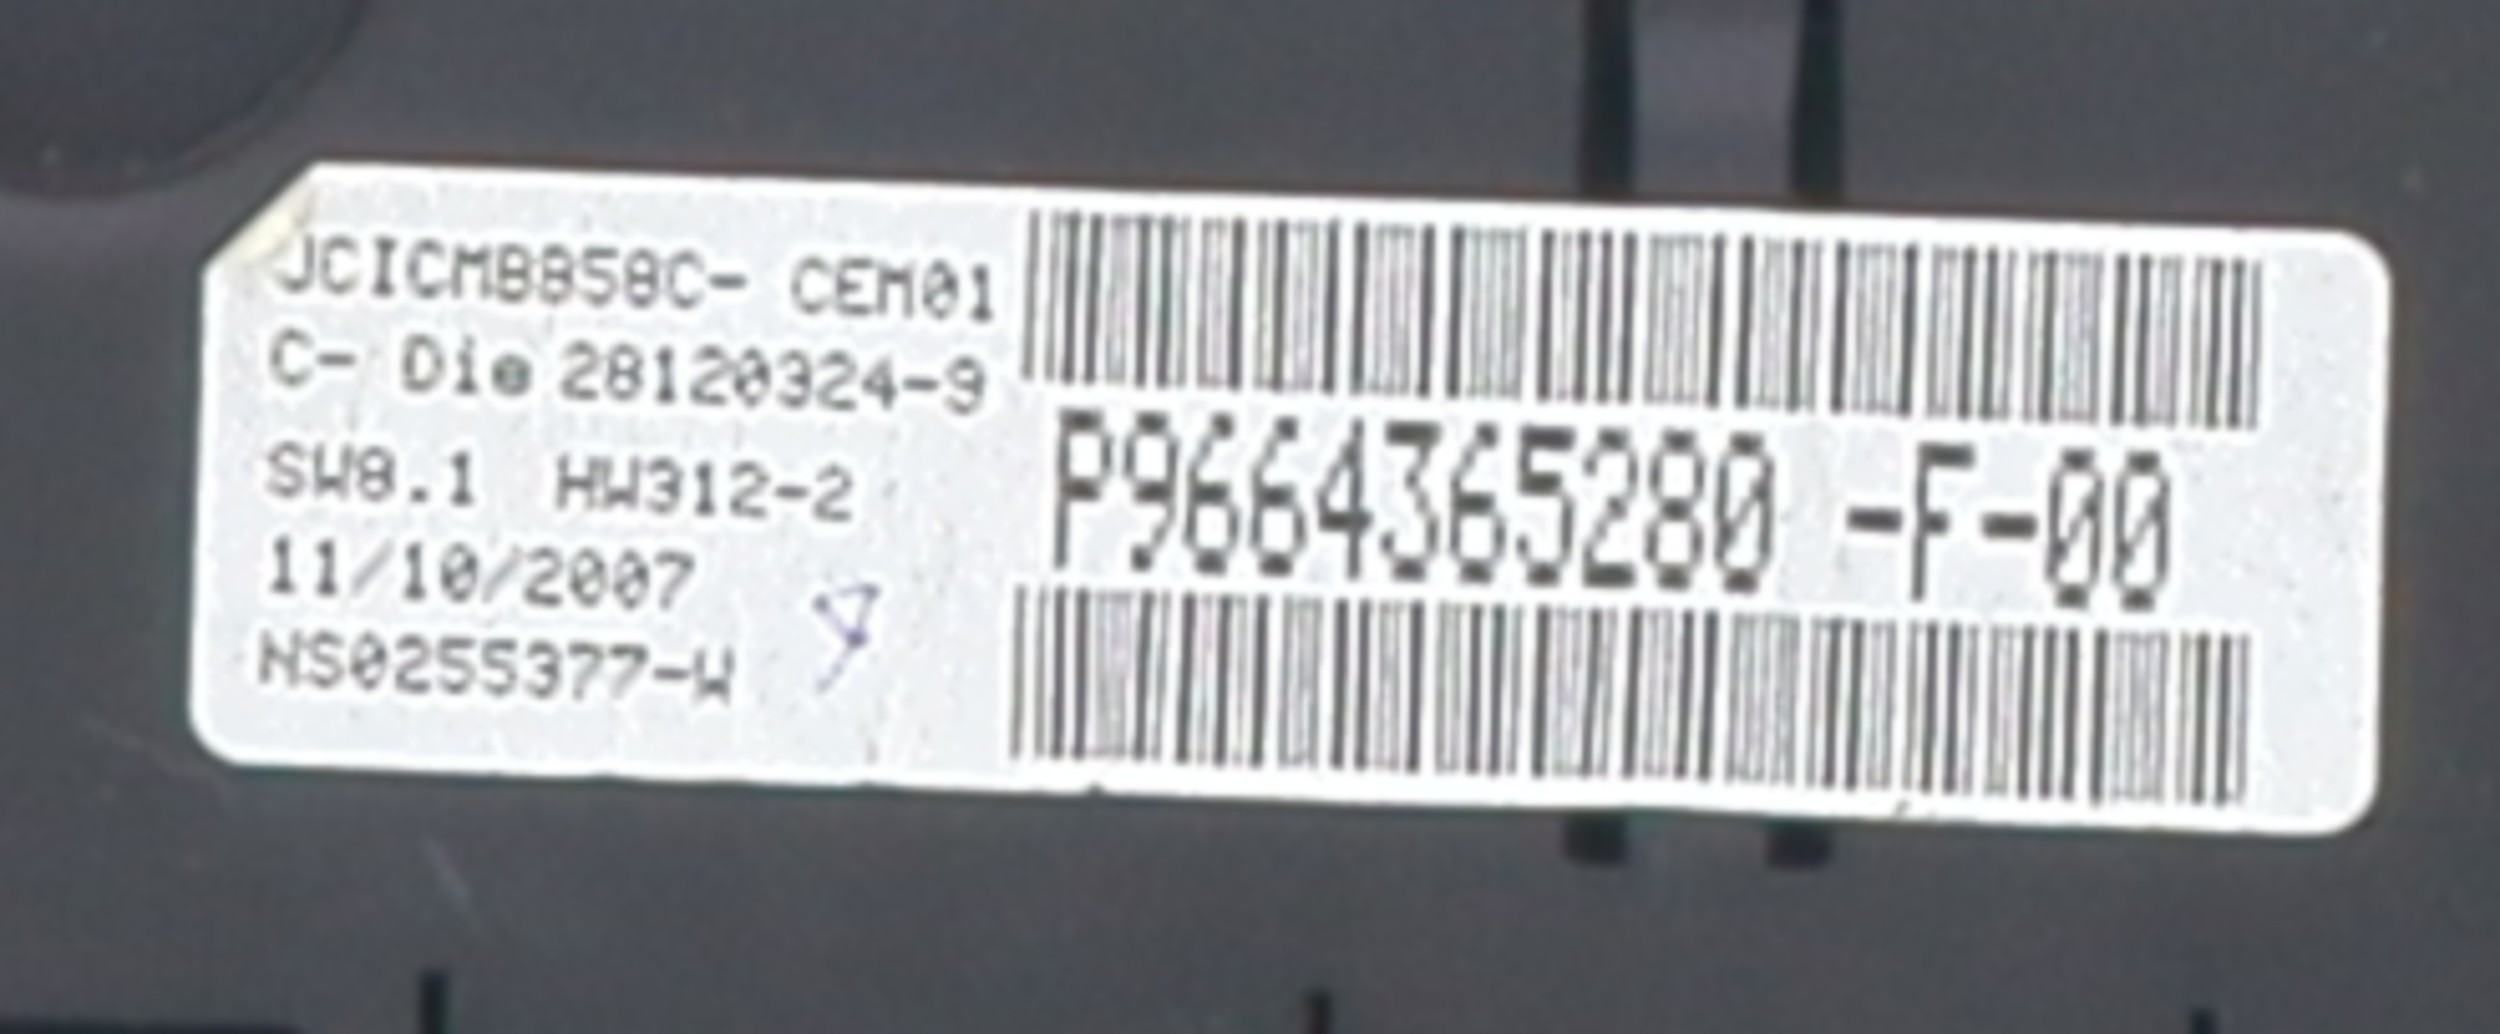 JCICMB858C- CEM01
C- Die 28120324-9
SW8.1 HW312-2
11/10/2007
NS0255377-W
P9664365280 -F-00